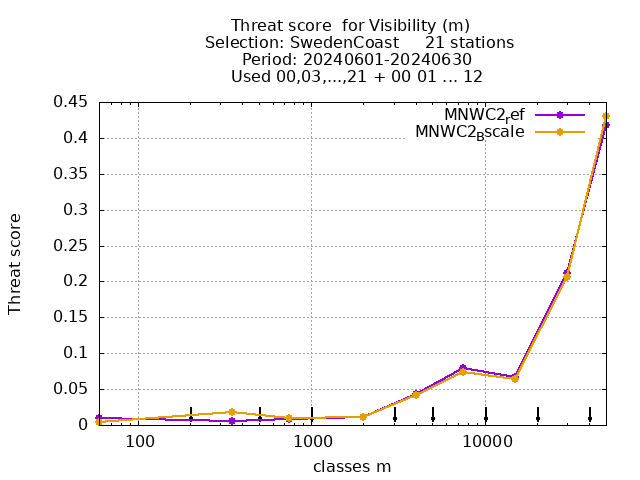 Threat score  for Visibility (m)
Selection: SwedenCoast     21 stations
Period: 20240601-20240630
Used 00,03,...,21 + 00 01 ... 12
MNWC2ref
MNWC2Bscale
0.45
0.4
0.35
0.3
0.25
0.2
0.15
0.1
0.05
0
Threat score
100
1000
10000
classes m